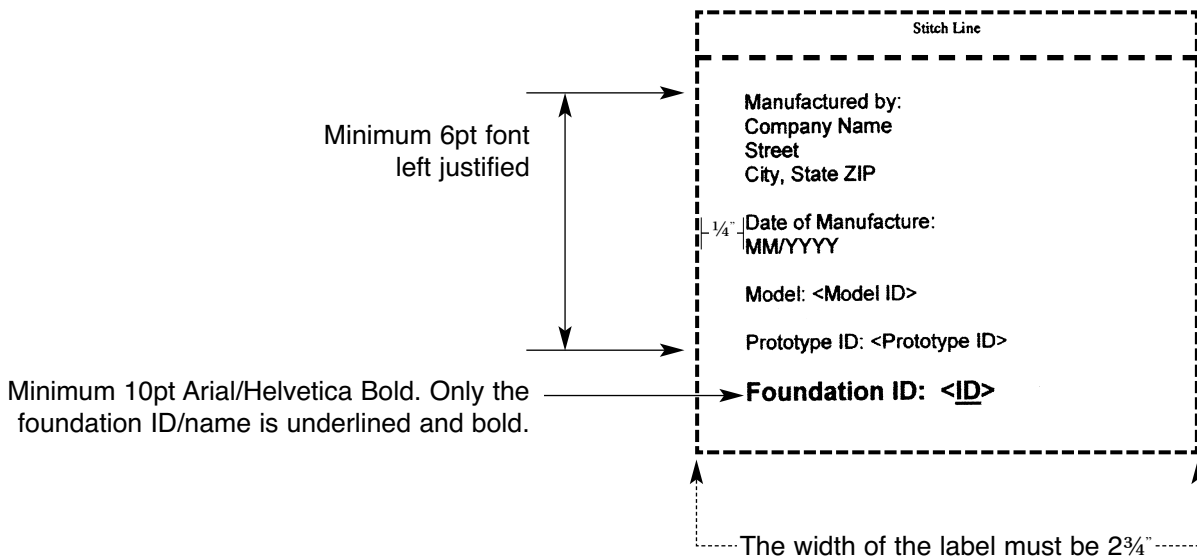 Stitch Line
Minimum 6pt font
left justified
Manufactured by:
Company Name
Street
City, State ZIP
¼"
Date of Manufacture:
MM/YYYY
Model: <Model ID>
Prototype ID: <Prototype ID>
Minimum 10pt Arial/Helvetica Bold. Only the
foundation ID/name is underlined and bold.
Foundation ID: <ID>
The width of the label must be 2¾"